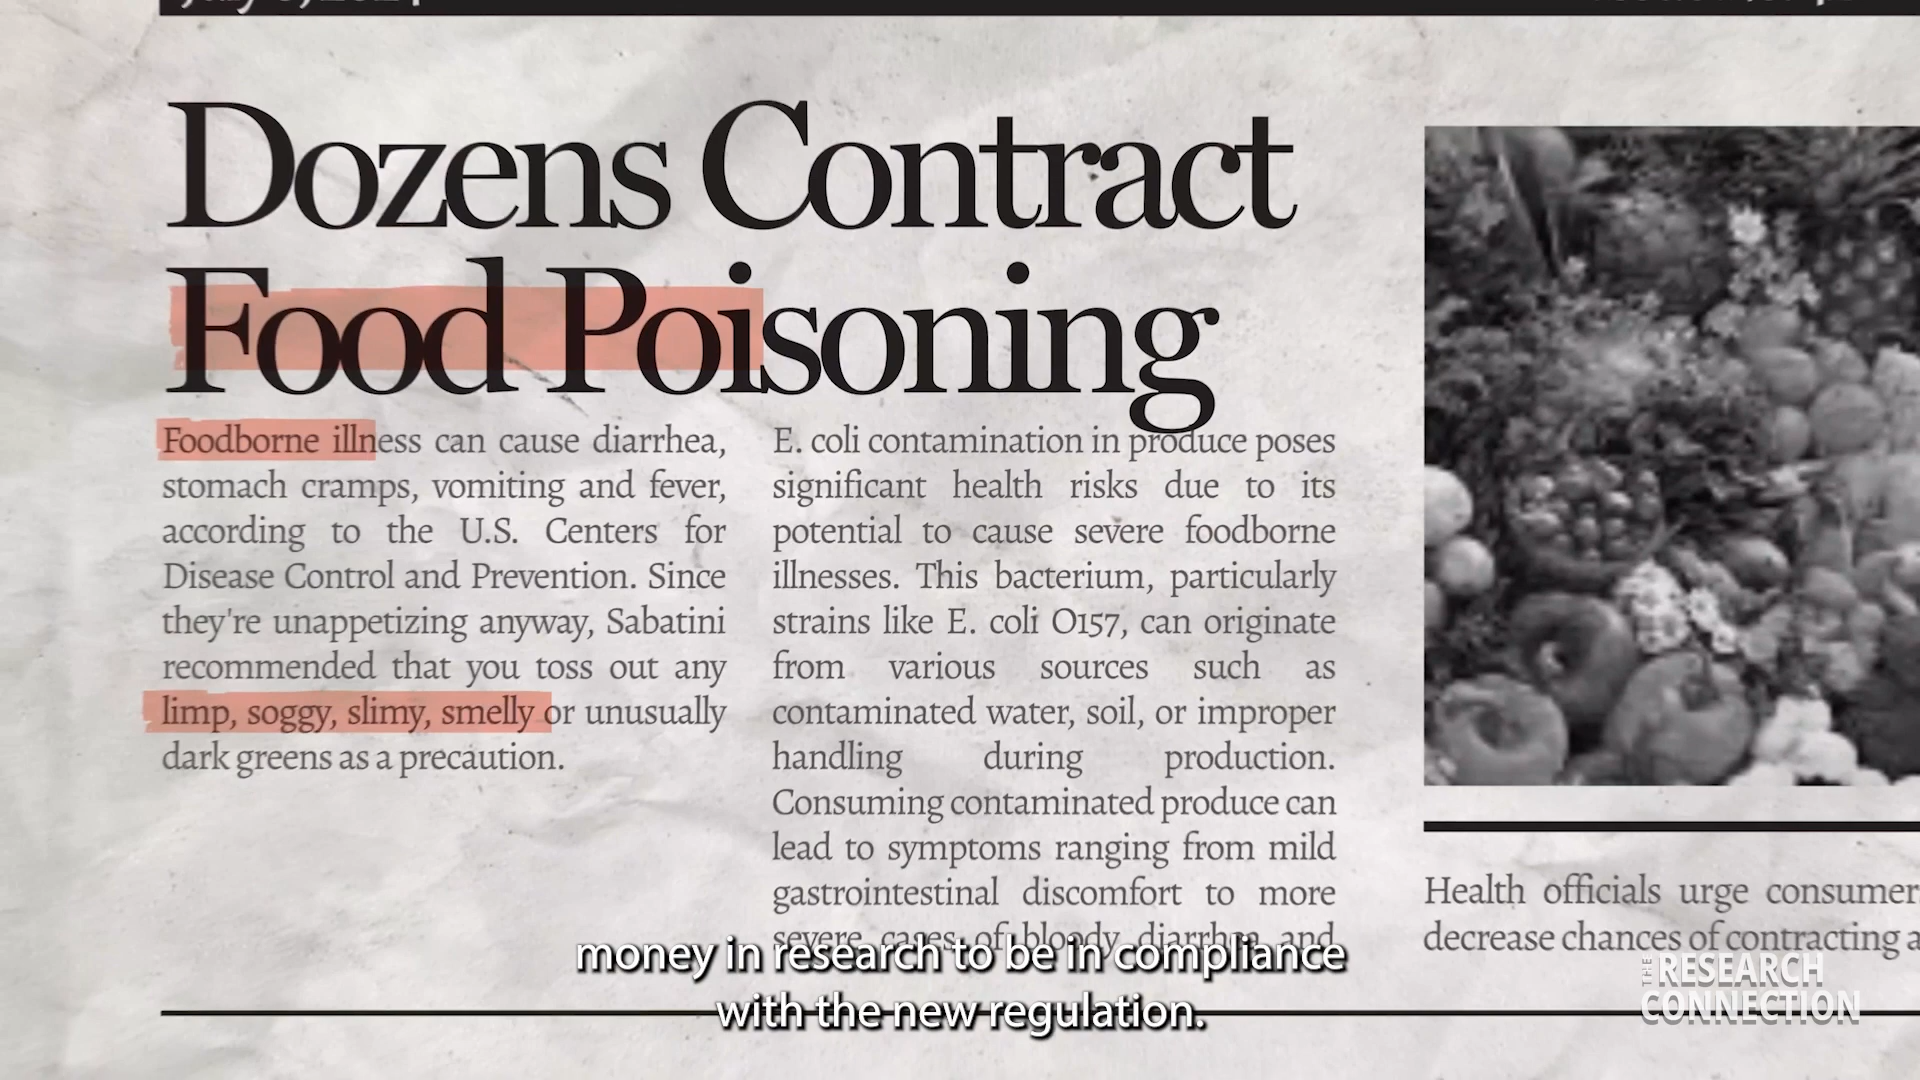 Dozens Contract
Food Poisoning
Foodborne illness can cause diarrhea,
stomach cramps, vomiting and fever,
according to the U.S. Centers for
Disease Control and Prevention. Since
they're unappetizing anyway, Sabatini
recommended that you toss out any
limp, soggy, slimy, smelly or unusually
dark greens as a precaution.
E. coli contamination in produce poses
significant health risks due to its
potential to cause severe foodborne
illnesses. This bacterium, particularly
strains like E. coli O157, can originate
from various sources such as
contaminated water, soil, or improper
handling during production.
Consuming contaminated produce can
lead to symptoms ranging from mild
gastrointestinal discomfort to more
severe cases of bloody diarrhea and
Health officials urge consumer
decrease chances of contracting a
money in research to be in compliance
with the new regulation.
THE RESEARCH
CONNECTION